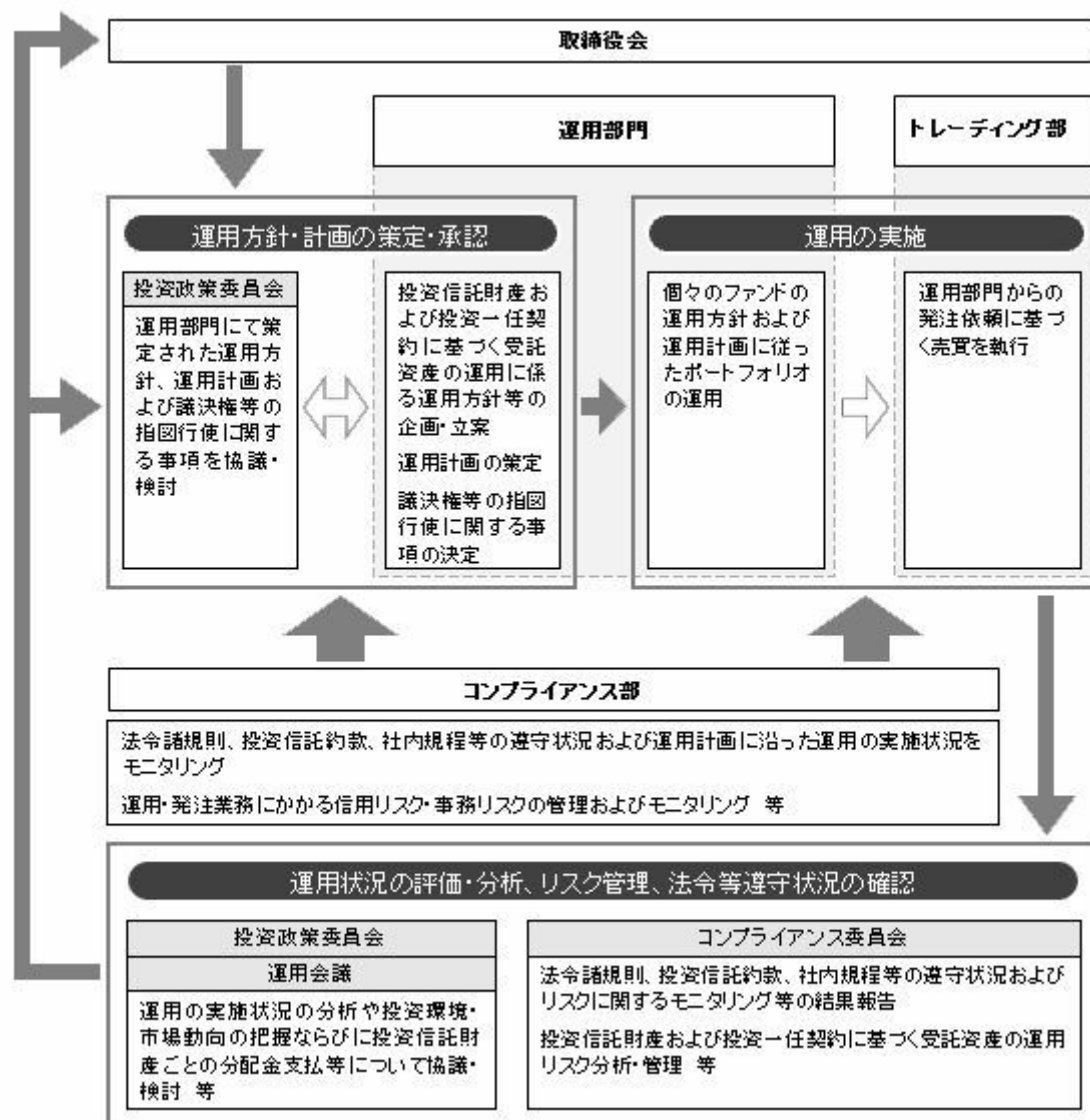 取締役会
運用部門
トレーディング部
運用方針・計画の策定・承認
投資政策委員会
運用部門にて策
定された運用方
針、運用計画お
よび議決権等の
指図行使に関す
る事項を協議・
検討
投資信託財産お
よび投資一任契
約に基づく受託
資産の運用に係
る運用方針等の
企画・立案
運用計画の策定
議決権等の指図
行使に関する事
項の決定
運用の実施
個々のファンドの
運用方針および
運用計画に従っ
たポートフォリオ
の運用
運用部門からの
発注依頼に基づ
く売買を執行
コンプライアンス部
法令諸規則、投資信託約款、社内規程等の遵守状況および運用計画に沿った運用の実施状況を
モニタリング
運用・発注業務にかかる信用リスク・事務リスクの管理およびモニタリング 等
運用状況の評価・分析、リスク管理、法令等遵守状況の確認
投資政策委員会
運用会議
運用の実施状況の分析や投資環境・
市場動向の把握ならびに投資信託財
産ごとの分配金支払等について協議・
検討 等
コンプライアンス委員会
法令諸規則、投資信託約款、社内規程等の遵守状況および
リスクに関するモニタリング等の結果報告
投資信託財産および投資一任契約に基づく受託資産の運用
リスク分析・管理 等